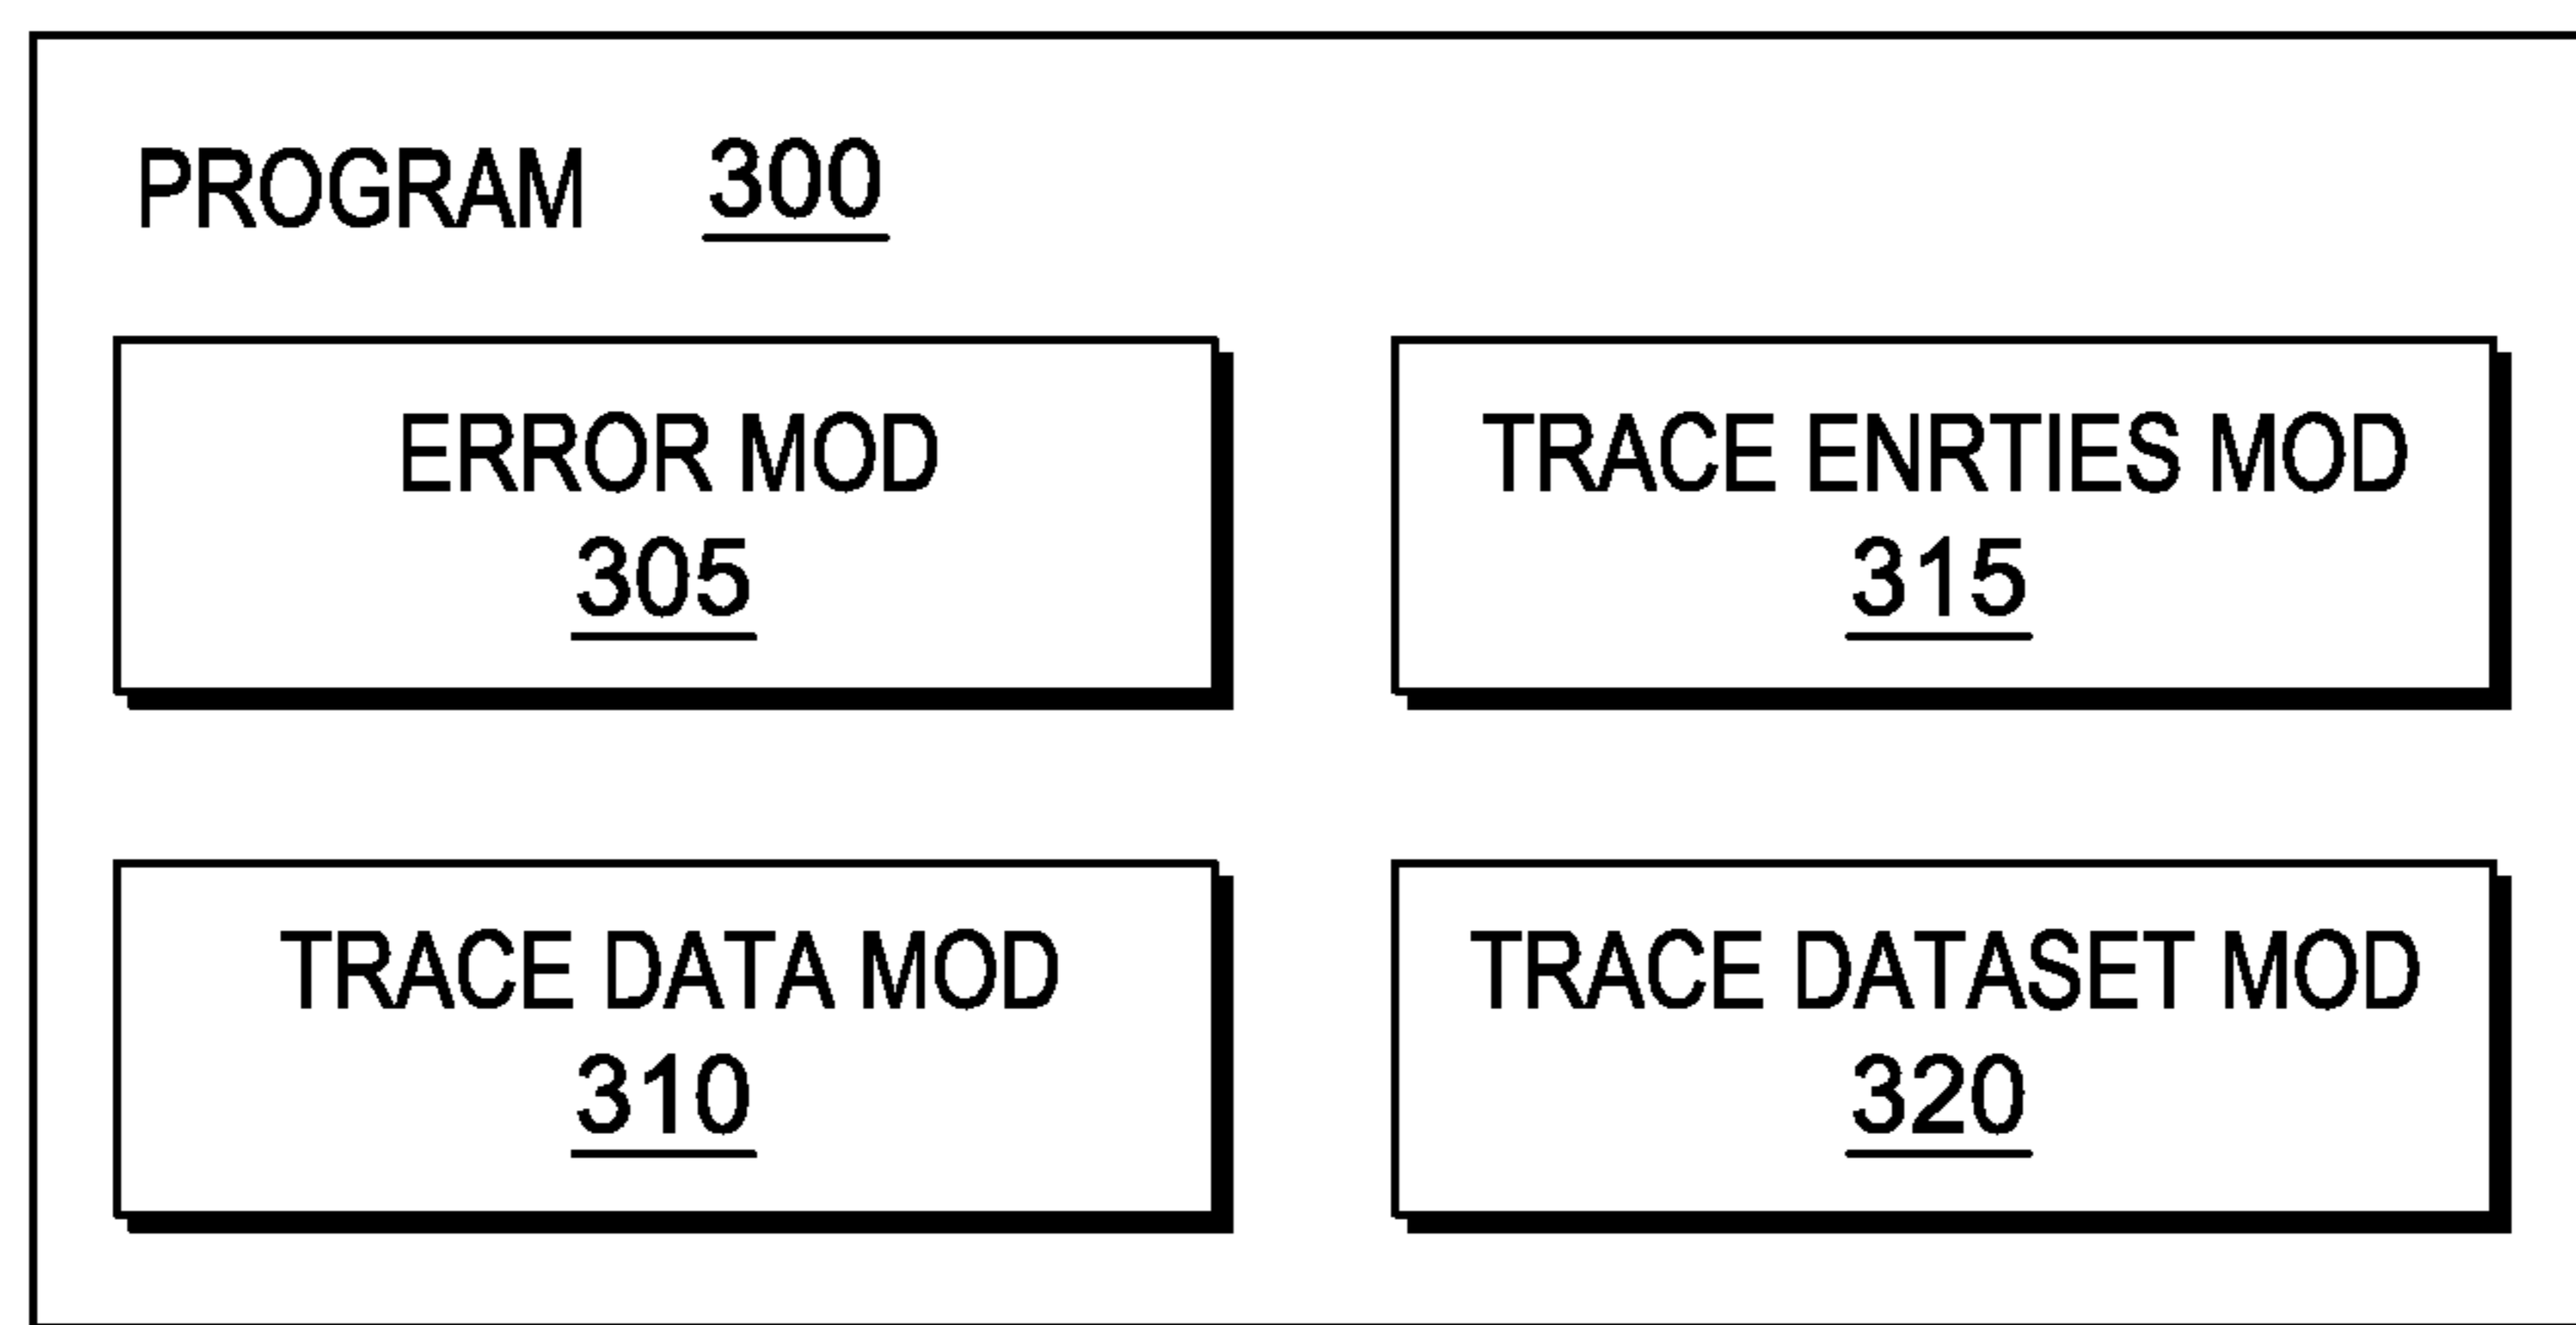 PROGRAM 300
ERROR MOD
305
TRACE ENRTIES MOD
315
TRACE DATA MOD
310
TRACE DATASET MOD
320